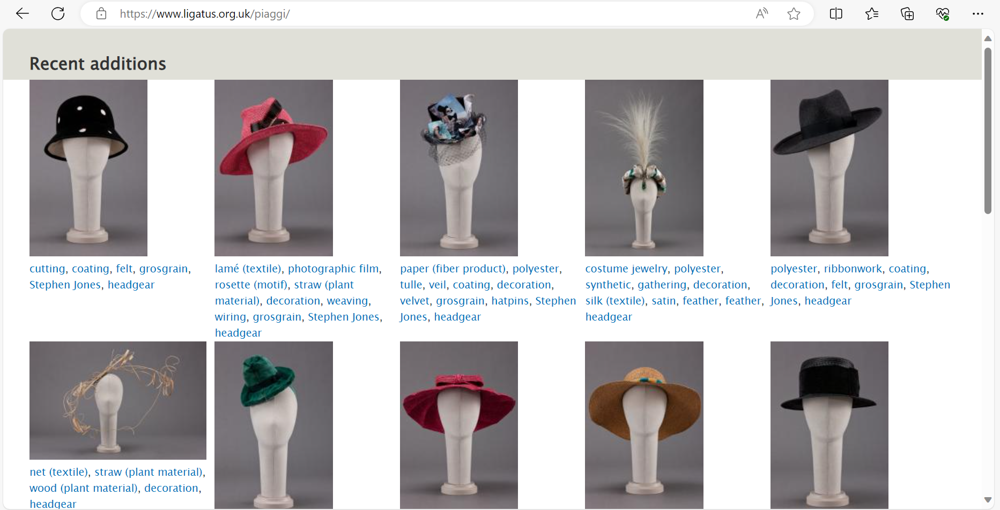 https://www.ligatus.org.uk/piaggi/
Recent additions
cutting, coating, felt, grosgrain,
Stephen Jones, headgear
lamé (textile), photographic film,
rosette (motif), straw (plant
material), decoration, weaving,
wiring, grosgrain, Stephen Jones,
headgear
paper (fiber product), polyester,
tulle, veil, coating, decoration,
velvet, grosgrain, hatpins, Stephen
Jones, headgear
costume jewelry, polyester,
synthetic, gathering, decoration,
silk (textile), satin, feather, feather,
headgear
polyester, ribbonwork, coating,
decoration, felt, grosgrain, Stephen
Jones, headgear
net (textile), straw (plant material),
wood (plant material), decoration,
headgear